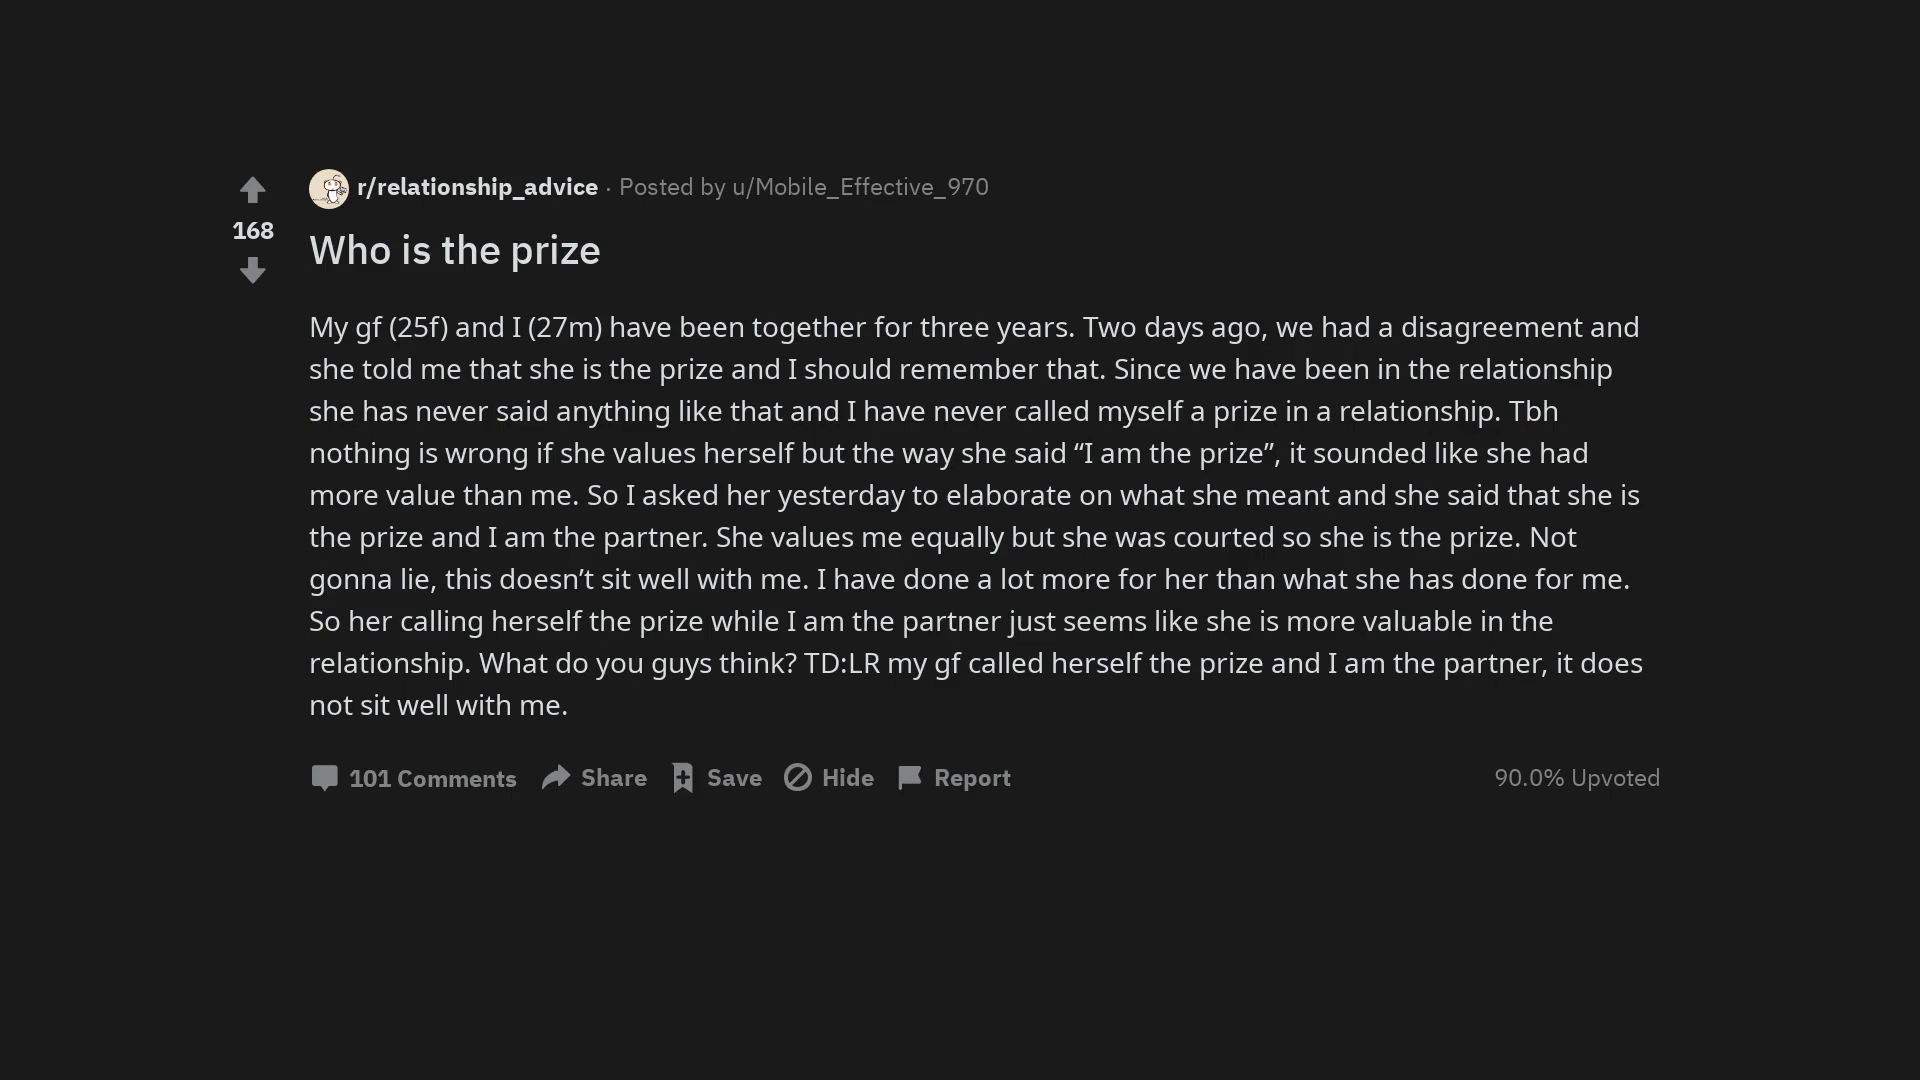 r/relationship_advice · Posted by u/Mobile_Effective_970
168
Who is the prize
My gf (25f) and I (27m) have been together for three years. Two days ago, we had a disagreement and
she told me that she is the prize and I should remember that. Since we have been in the relationship
she has never said anything like that and I have never called myself a prize in a relationship. Tbh
nothing is wrong if she values herself but the way she said “I am the prize”, it sounded like she had
more value than me. So I asked her yesterday to elaborate on what she meant and she said that she is
the prize and I am the partner. She values me equally but she was courted so she is the prize. Not
gonna lie, this doesn’t sit well with me. I have done a lot more for her than what she has done for me.
So her calling herself the prize while I am the partner just seems like she is more valuable in the
relationship. What do you guys think? TD:LR my gf called herself the prize and I am the partner, it does
not sit well with me.
101 Comments Share Save Hide Report 90.0% Upvoted